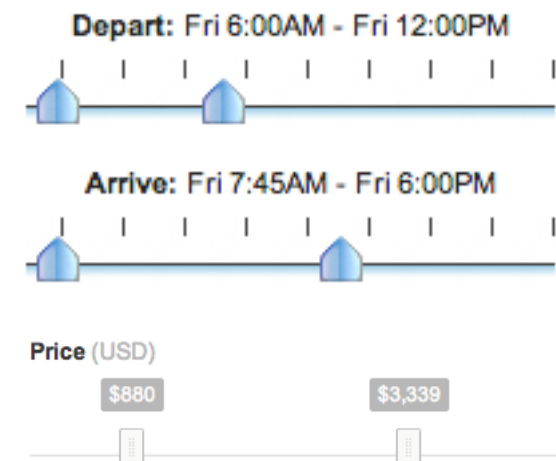 Depart: Fri 6:00AM - Fri 12:00PM
Arrive: Fri 7:45AM - Fri 6:00PM
Price (USD)
$880 $3,339